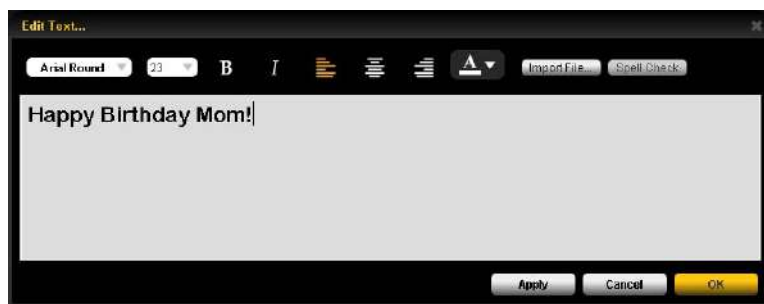 Edit Text...
Arial Round 23 B I A Import File... Spell Check
Happy Birthday Mom!
Apply Cancel OK